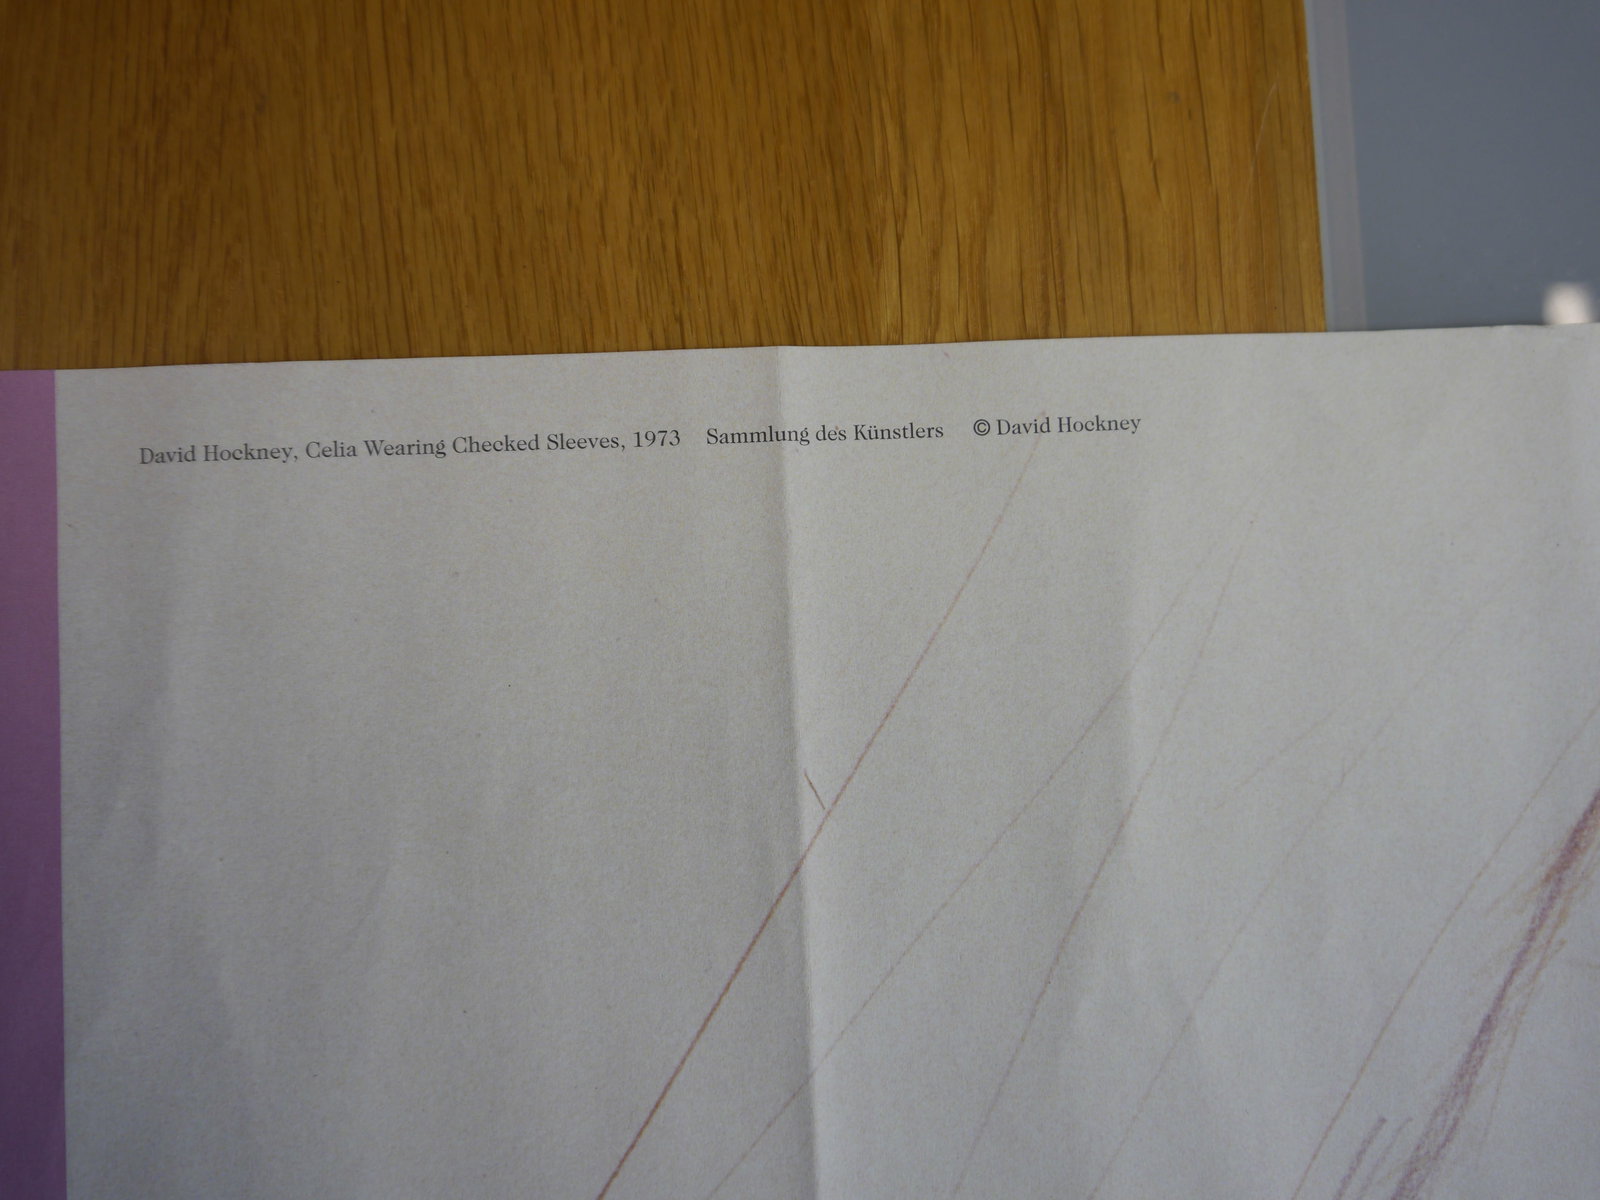 David Hockney, Celia Wearing Checked Sleeves, 1973 Sammlung des Künstlers © David Hockney